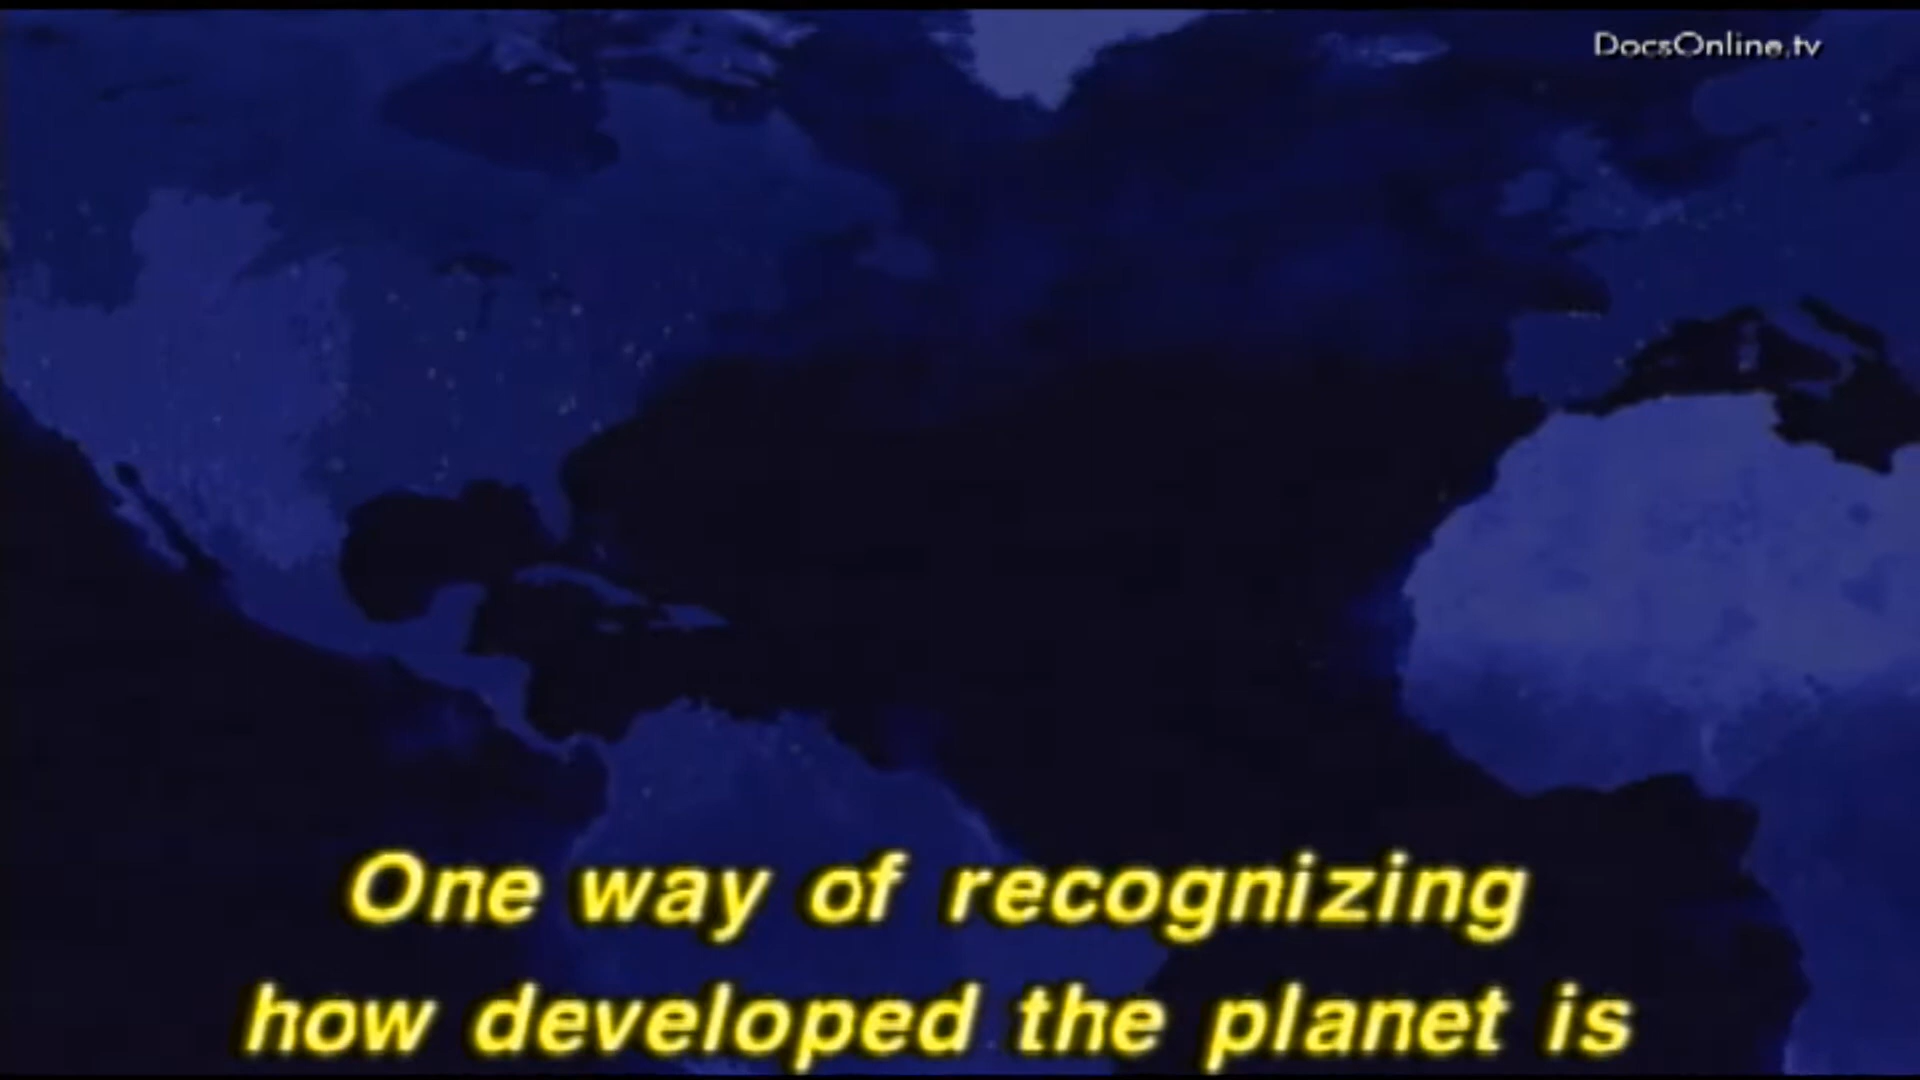 DocsOnline.tv
One way of recognizing
how developed the planet is